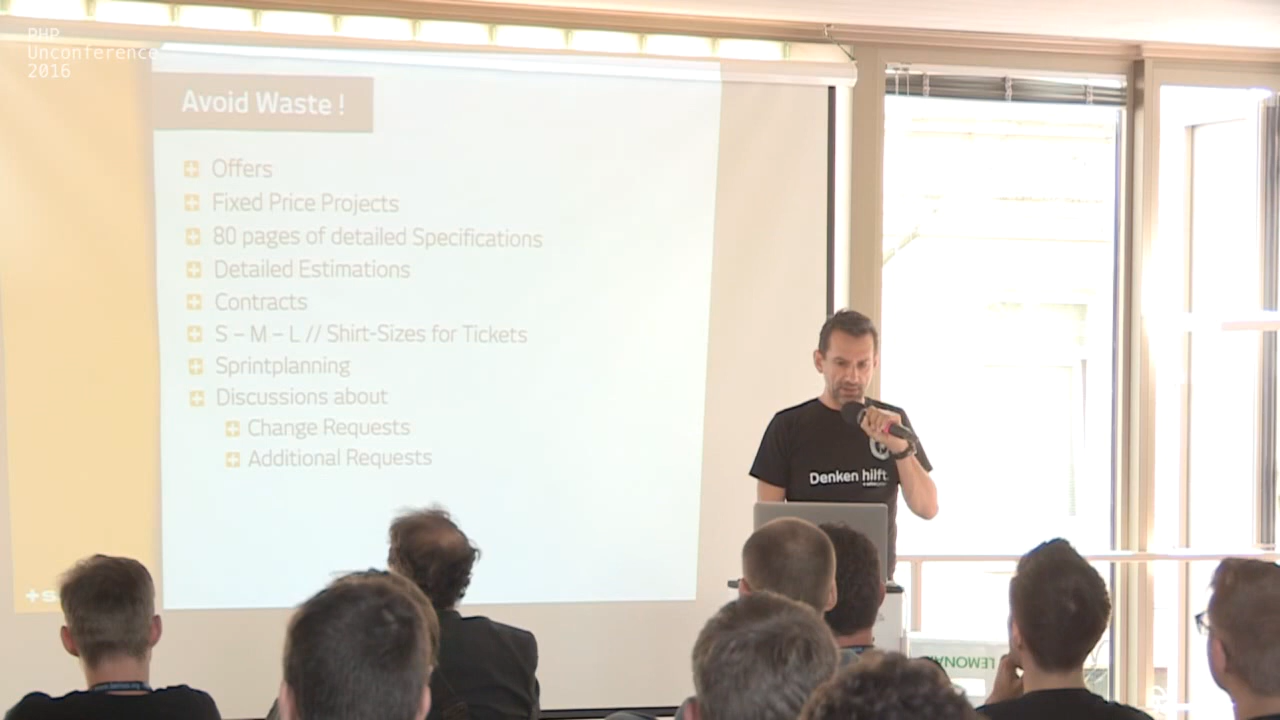 PHP
Unconference
2016
Avoid Waste !
Offers
Fixed Price Projects
80 pages of detailed Specifications
Detailed Estimations
Contracts
S – M – L // Shirt-Sizes for Tickets
Sprintplanning
Discussions about
Change Requests
Additional Requests
Denken hilft.
+s
LEMONAI